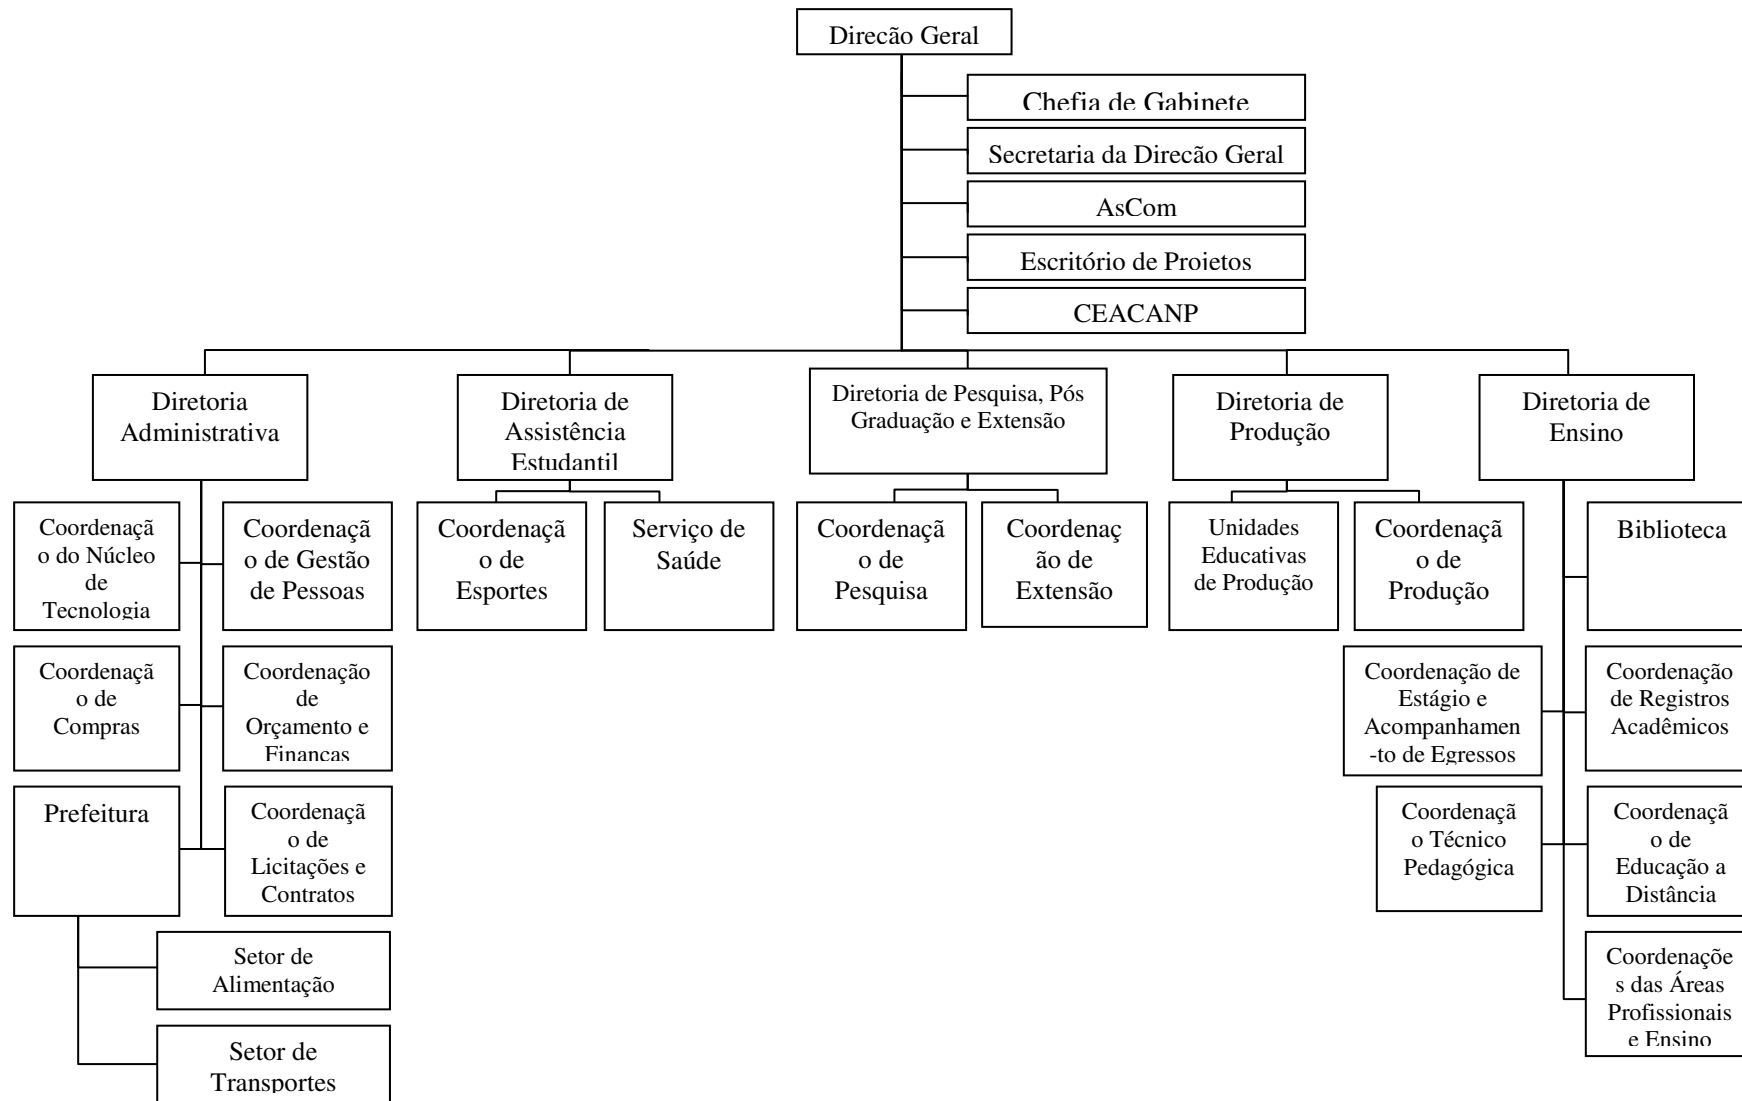 Direcão Geral
Chefia de Gabinete
Secretaria da Direcão Geral
AsCom
Escritório de Projetos
CEACANP
Diretoria
Administrativa
Diretoria de
Assistência
Estudantil
Diretoria de Pesquisa, Pós
Graduação e Extensão
Diretoria de
Produção
Diretoria de
Ensino
Coordenaçã
o do Núcleo
de
Tecnologia
Coordenaçã
o de Gestão
de Pessoas
Coordenaçã
o de
Esportes
Serviço de
Saúde
Coordenaçã
o de
Pesquisa
Coordenaç
ão de
Extensão
Unidades
Educativas
de Produção
Coordenaçã
o de
Produção
Biblioteca
Coordenaçã
o de
Compras
Coordenação
de
Orçamento e
Finanças
Coordenação de
Estágio e
Acompanhamen
-to de Egressos
Coordenação
de Registros
Acadêmicos
Prefeitura
Coordenaçã
o de
Licitações e
Contratos
Coordenaçã
o Técnico
Pedagógica
Coordenaçã
o de
Educação a
Distância
Setor de
Alimentação
Coordenaçõe
s das Áreas
Profissionais
e Ensino
Setor de
Transportes